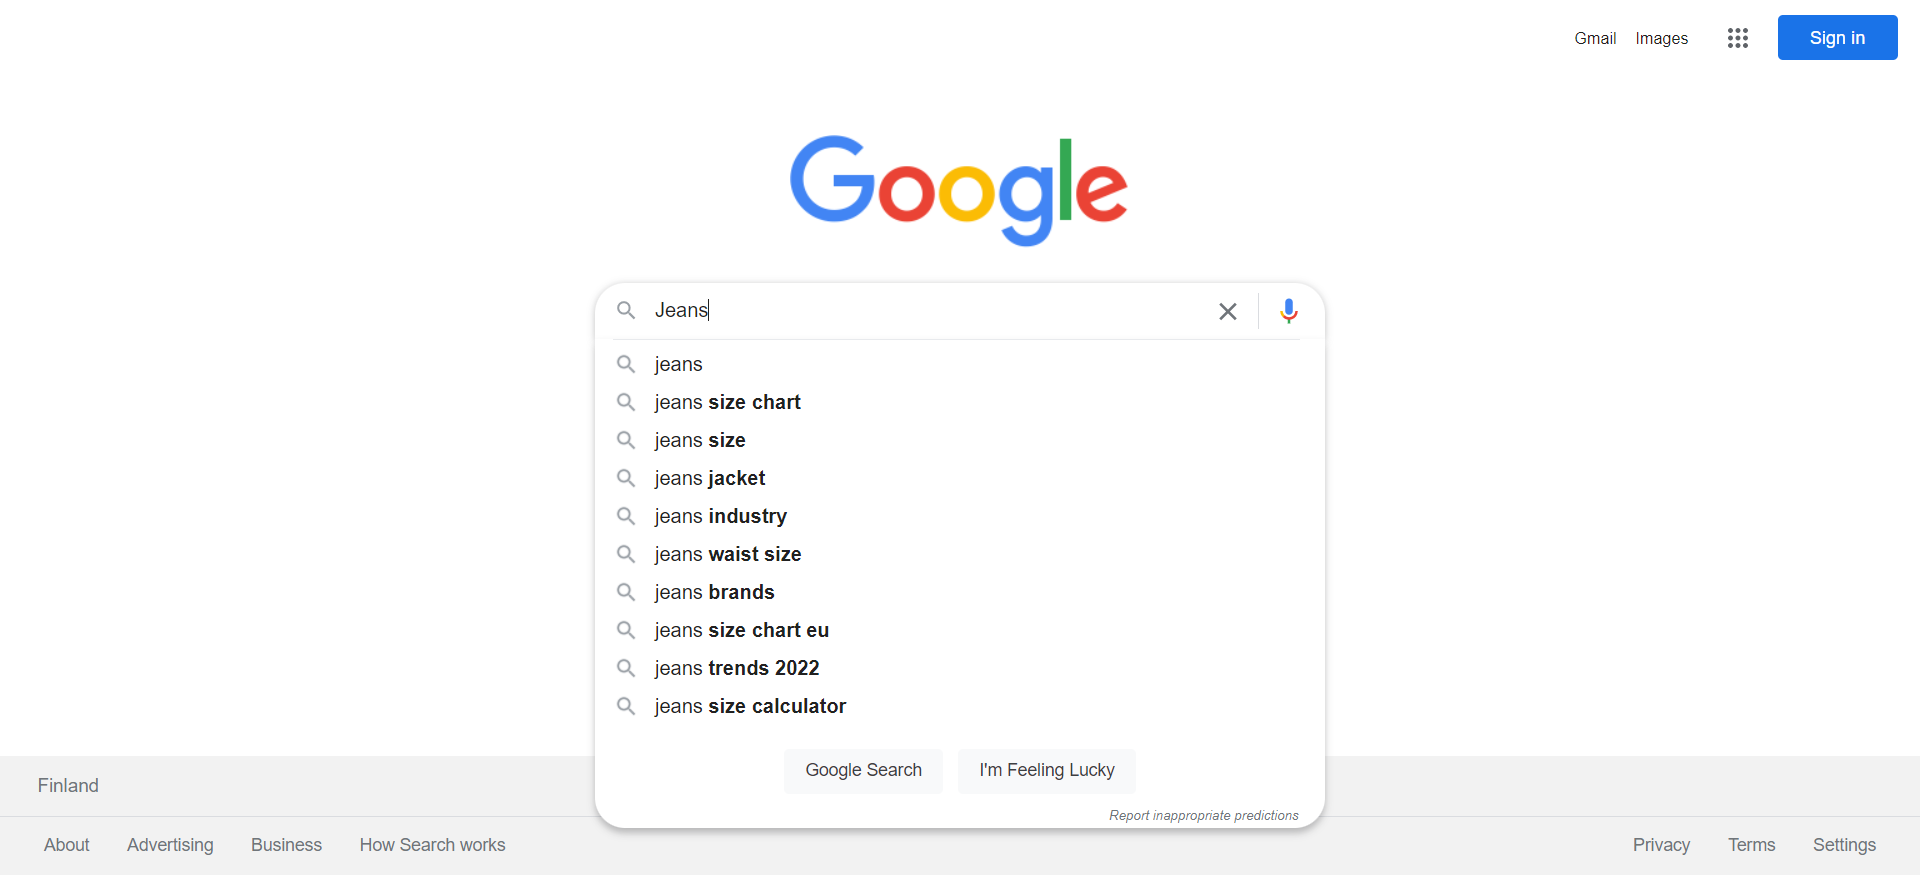 Gmail Images Sign in
Google
Jeans
jeans
jeans size chart
jeans size
jeans jacket
jeans industry
jeans waist size
jeans brands
jeans size chart eu
jeans trends 2022
jeans size calculator
Google Search I'm Feeling Lucky
Report inappropriate predictions
Finland
About Advertising Business How Search works Privacy Terms Settings